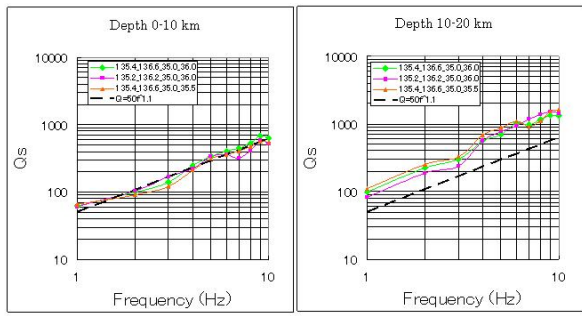 Depth 0-10 km
10000
1000
100
10
1
10
Qs
Frequency (Hz)
135.4_136.6_35.0_36.0
135.2_136.2_35.0_36.0
135.4_136.6_35.0_35.5
Q=50f^1.1
Depth 10-20 km
10000
1000
100
10
1
10
Qs
Frequency (Hz)
135.4_136.6_35.0_36.0
135.2_136.2_35.0_36.0
135.4_136.6_35.0_35.5
Q=50f^1.1